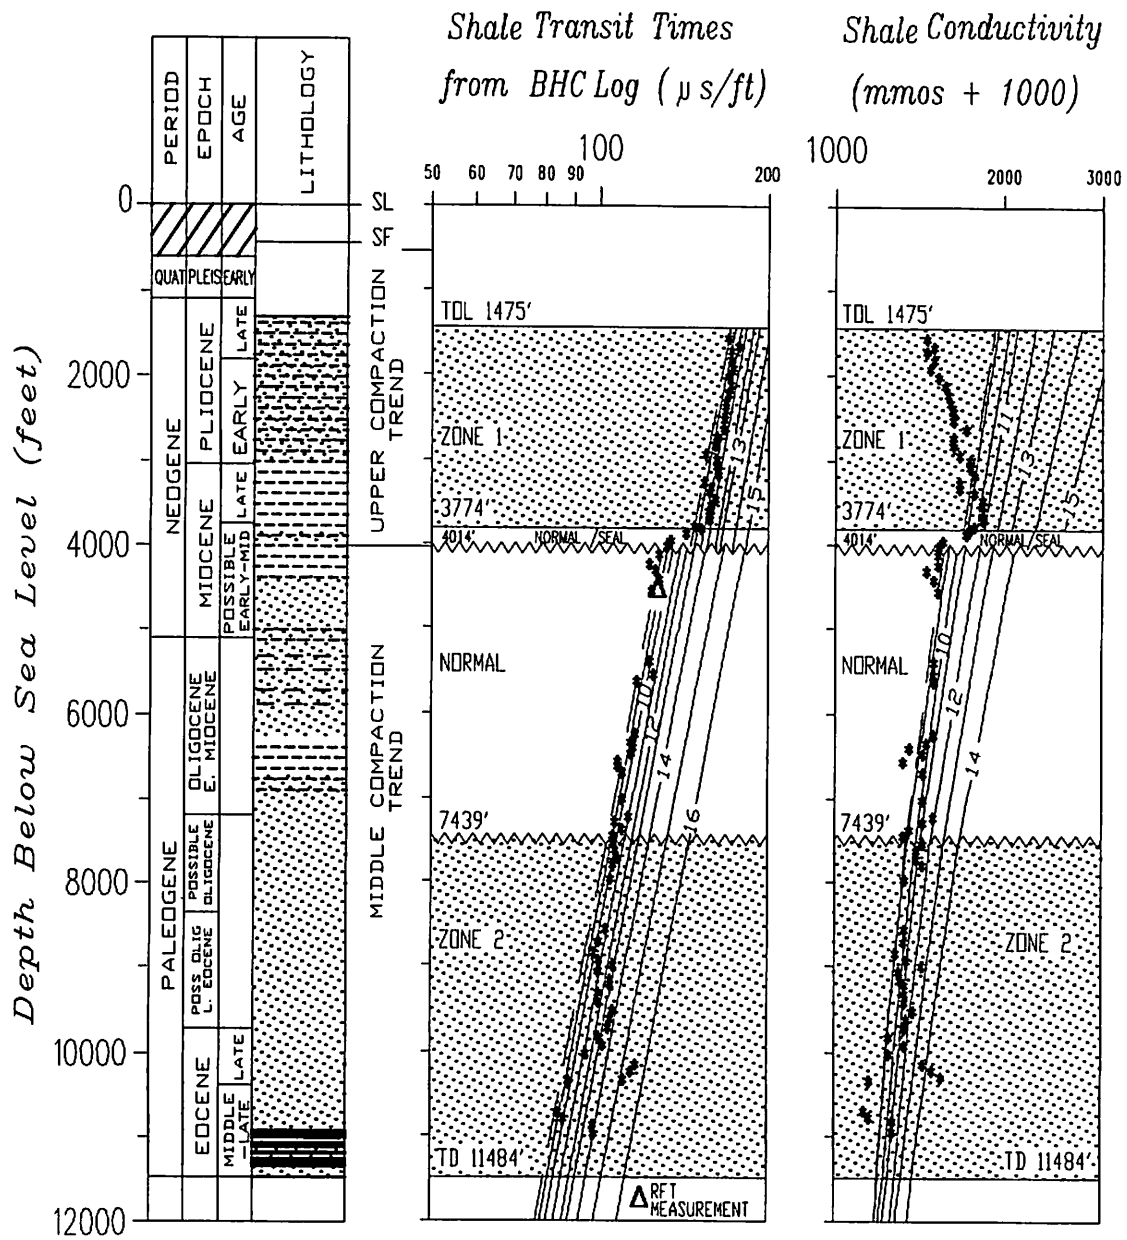 Shale Transit Times
from BHC Log ( μ s/ft)
Shale Conductivity
(mmos + 1000)
PERIOD
EPOCH
AGE
LITHOLOGY
100
50 60 70 80 90 200
1000
2000 3000
Depth Below Sea Level (feet)
0
2000
4000
6000
8000
10000
12000
SL
SF
QUAT PLEIS EARLY
NEOGENE
PLIOCENE
LATE
EARLY
MIOCENE
LATE
POSSIBLE
EARLY-MID
PALEOGENE
OLIGOCENE
E. MIOCENE
POSSIBLE
OLIGOCENE
POSS OLIG
L. EOCENE
EOCENE
LATE
MIDDLE
-LATE
UPPER COMPACTION
TREND
MIDDLE COMPACTION
TREND
TOL 1475'
ZONE 1
13
15
3774'
4014' NORMAL SEAL
NORMAL
10
12
14
16
7439'
ZONE 2
TD 11484'
Δ RFT
MEASUREMENT
TOL 1475'
ZONE 1
11
13
15
3774'
4014' NORMAL SEAL
NORMAL
10
12
14
7439'
ZONE 2
TD 11484'